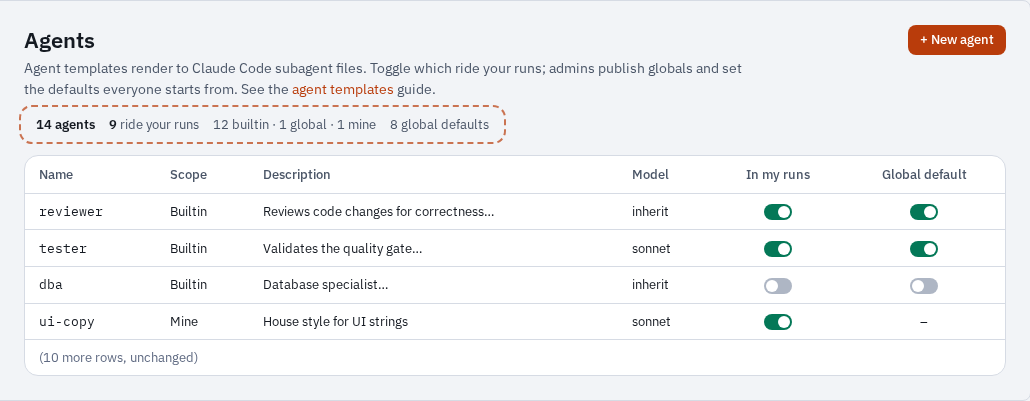 Agents
+ New agent
Agent templates render to Claude Code subagent files. Toggle which ride your runs; admins publish globals and set
the defaults everyone starts from. See the agent templates guide.
14 agents 9 ride your runs 12 builtin · 1 global · 1 mine 8 global defaults
Name Scope Description Model In my runs Global default
reviewer Builtin Reviews code changes for correctness… inherit
tester Builtin Validates the quality gate… sonnet
dba Builtin Database specialist… inherit
ui-copy Mine House style for UI strings sonnet –
(10 more rows, unchanged)